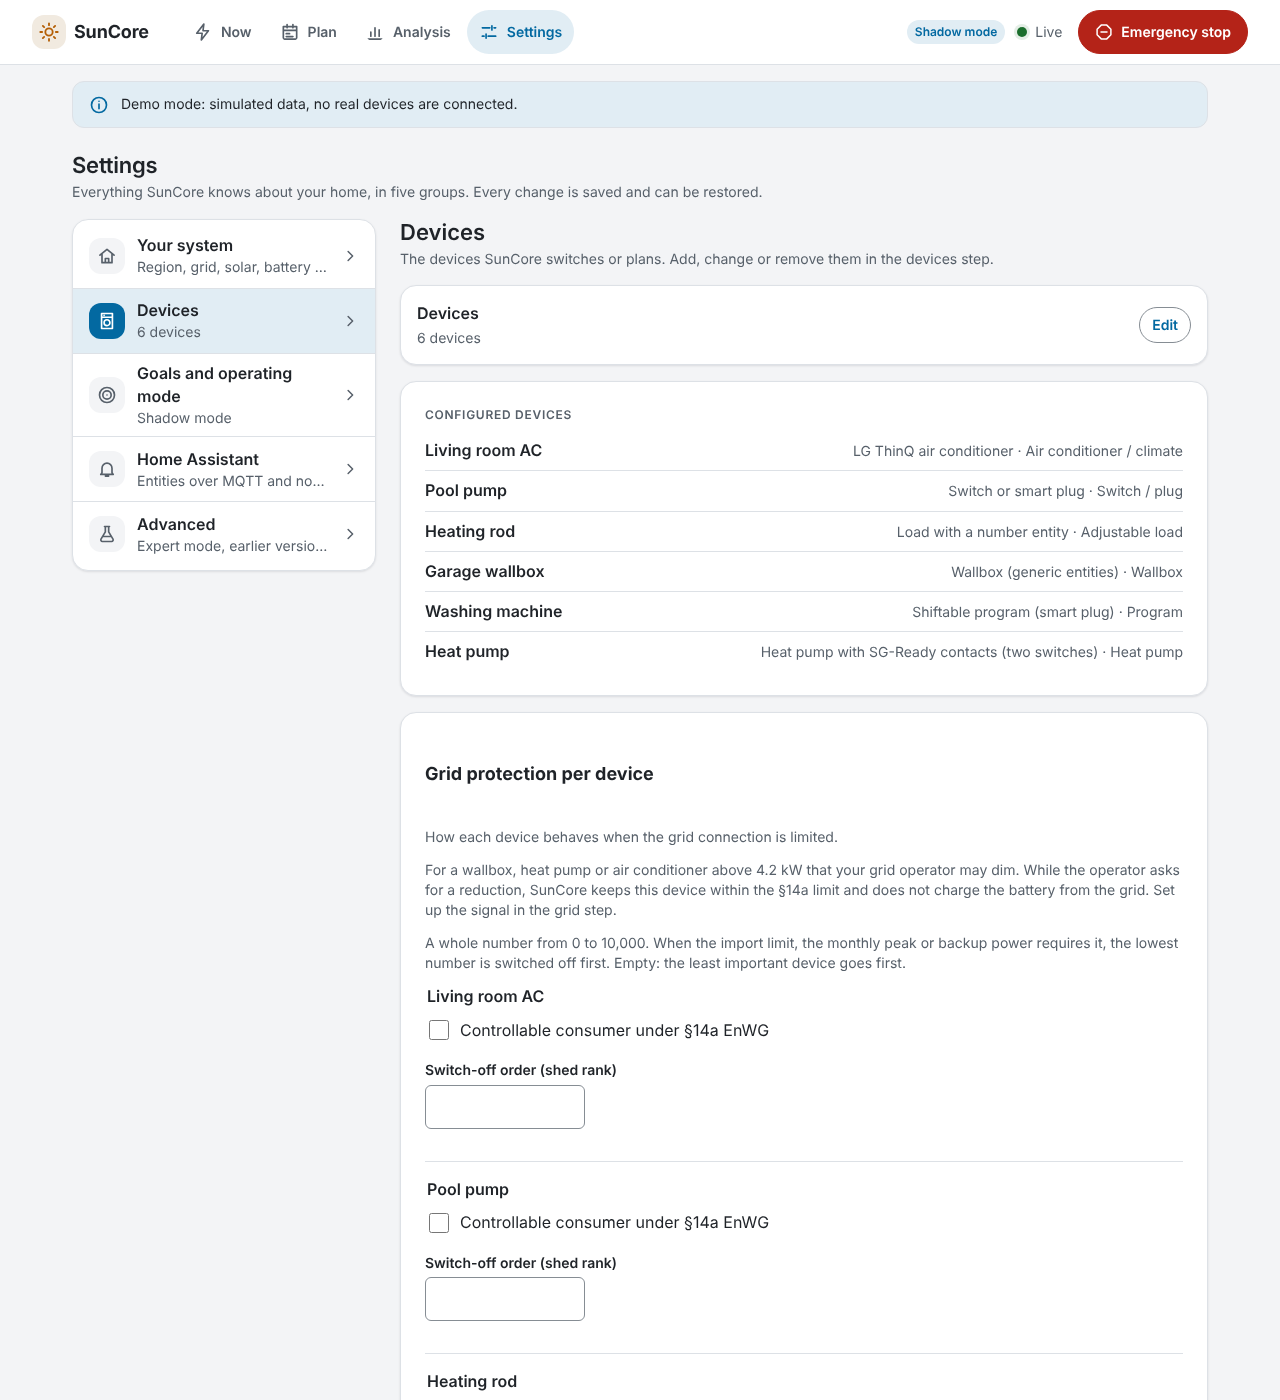 SunCore
Now
Plan
Analysis
Settings
Shadow mode
Live
Emergency stop
Demo mode: simulated data, no real devices are connected.
Settings
Everything SunCore knows about your home, in five groups. Every change is saved and can be restored.
Your system
Region, grid, solar, battery ...
Devices
6 devices
Goals and operating
mode
Shadow mode
Home Assistant
Entities over MQTT and no...
Advanced
Expert mode, earlier versio...
Devices
The devices SunCore switches or plans. Add, change or remove them in the devices step.
Devices
6 devices
Edit
CONFIGURED DEVICES
Living room AC
LG ThinQ air conditioner · Air conditioner / climate
Pool pump
Switch or smart plug · Switch / plug
Heating rod
Load with a number entity · Adjustable load
Garage wallbox
Wallbox (generic entities) · Wallbox
Washing machine
Shiftable program (smart plug) · Program
Heat pump
Heat pump with SG-Ready contacts (two switches) · Heat pump
Grid protection per device
How each device behaves when the grid connection is limited.
For a wallbox, heat pump or air conditioner above 4.2 kW that your grid operator may dim. While the operator asks
for a reduction, SunCore keeps this device within the §14a limit and does not charge the battery from the grid. Set
up the signal in the grid step.
A whole number from 0 to 10,000. When the import limit, the monthly peak or backup power requires it, the lowest
number is switched off first. Empty: the least important device goes first.
Living room AC
Controllable consumer under §14a EnWG
Switch-off order (shed rank)
Pool pump
Controllable consumer under §14a EnWG
Switch-off order (shed rank)
Heating rod